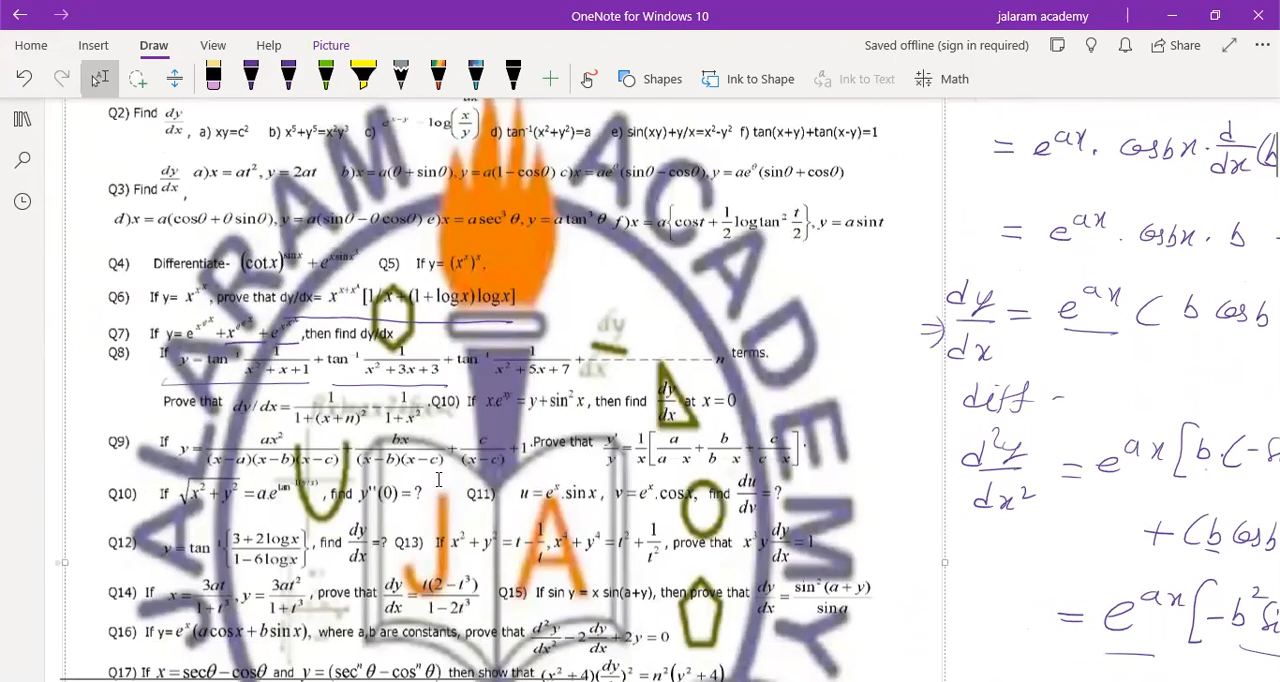 OneNote for Windows 10
jalaram academy
Home Insert Draw View Help Picture
Saved offline (sign in required) Share
Shapes Ink to Shape Ink to Text Math
Q2) Find dy/dx , a) xy=c² b) x⁵+y⁵=x²y³ c) e^(x-y) log(x/y) d) tan⁻¹(x²+y²)=a e) sin(xy)+y/x=x²-y² f) tan(x+y)+tan(x-y)=1
Q3) Find dy/dx , a)x = at², y = 2at b)x = a(θ+sinθ), y = a(1-cosθ) c)x = ae^θ(sinθ-cosθ), y = ae^θ(sinθ+cosθ)
d)x = a(cosθ+θsinθ), y = a(sinθ-θcosθ) e)x = a sec³θ, y = a tan³θ f)x = a{cost + 1/2 log tan² t/2}, y = a sint
Q4) Differentiate- (cotx)^sinx + Q5) If y= (x^x)^x.
Q6) If y= x^x^x, prove that dy/dx= [1/x+(1+logx)logx]
Q7) If y= ,then find dy/dx
Q8) If y = tan⁻¹ 1/(x²+x+1) + tan⁻¹ 1/(x²+3x+3) + tan⁻¹ 1/(x²+5x+7) + ---------- n terms.
Prove that dy/dx = 1/(1+(x+n)²) - 1/(1+x²) .Q10) If xe^xy = y+sin²x, then find dy/dx at x=0
Q9) If y = ax²/((x-a)(x-b)(x-c)) + bx/((x-b)(x-c)) + c/(x-c) +1 .Prove that y'/y = 1/x [a/(a-x) + b/(b-x) + c/(c-x)].
Q10) If √(x²+y²) = a.e^tan , find y''(0)=? Q11) u=e^x.sinx, v=e^x.cosx, find du/dv=?
Q12) y = tan⁻¹{(3+2logx)/(1-6logx)}, find dy/dx=? Q13) If x²+y²=t-1/t, x⁴+y⁴=t²+1/t², prove that x³y dy/dx=1
Q14) If x = 3at/(1+t³), y = 3at²/(1+t³), prove that dy/dx = t(2-t³)/(1-2t³) Q15) If sin y = x sin(a+y), then prove that dy/dx = sin²(a+y)/sin a
Q16) If y=e^x(a cosx+b sinx), where a,b are constants, prove that d²y/dx² - 2dy/dx + 2y=0
Q17) If x = secθ-cosθ and y = (secⁿθ-cosⁿθ) then show that (x²+4)(dy/dx)² = n²(y²+4)
= e^ax . cosbx . d/dx (b
= e^ax . cosbx . b
⇒ dy/dx = e^ax ( b cosb
diff -
d²y/dx² = e^ax [b.(-s
+ (b cosb
= e^ax [-b² si
JALARAM ACADEMY
dy/dx
J A